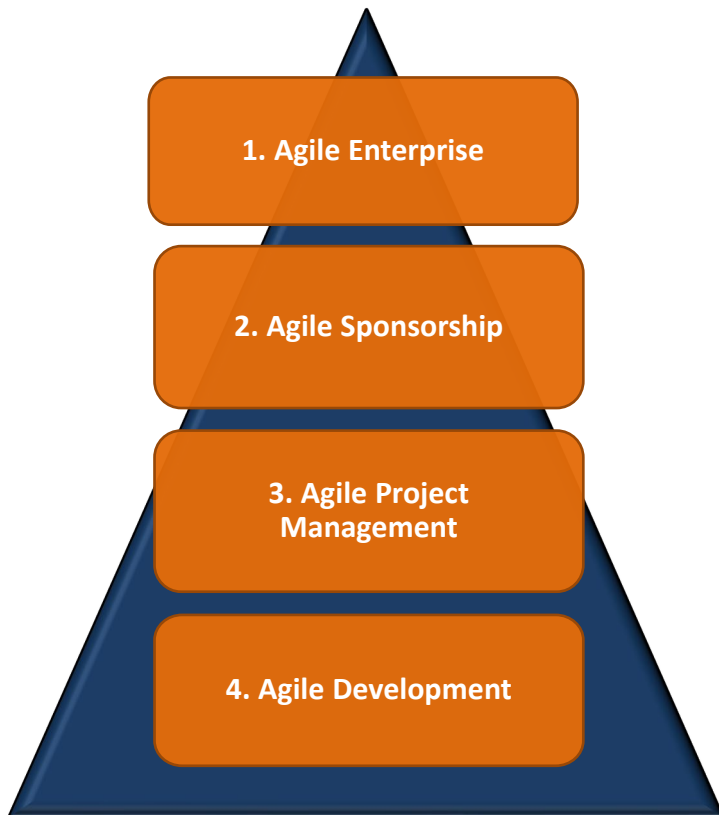 1. Agile Enterprise
2. Agile Sponsorship
3. Agile Project
Management
4. Agile Development